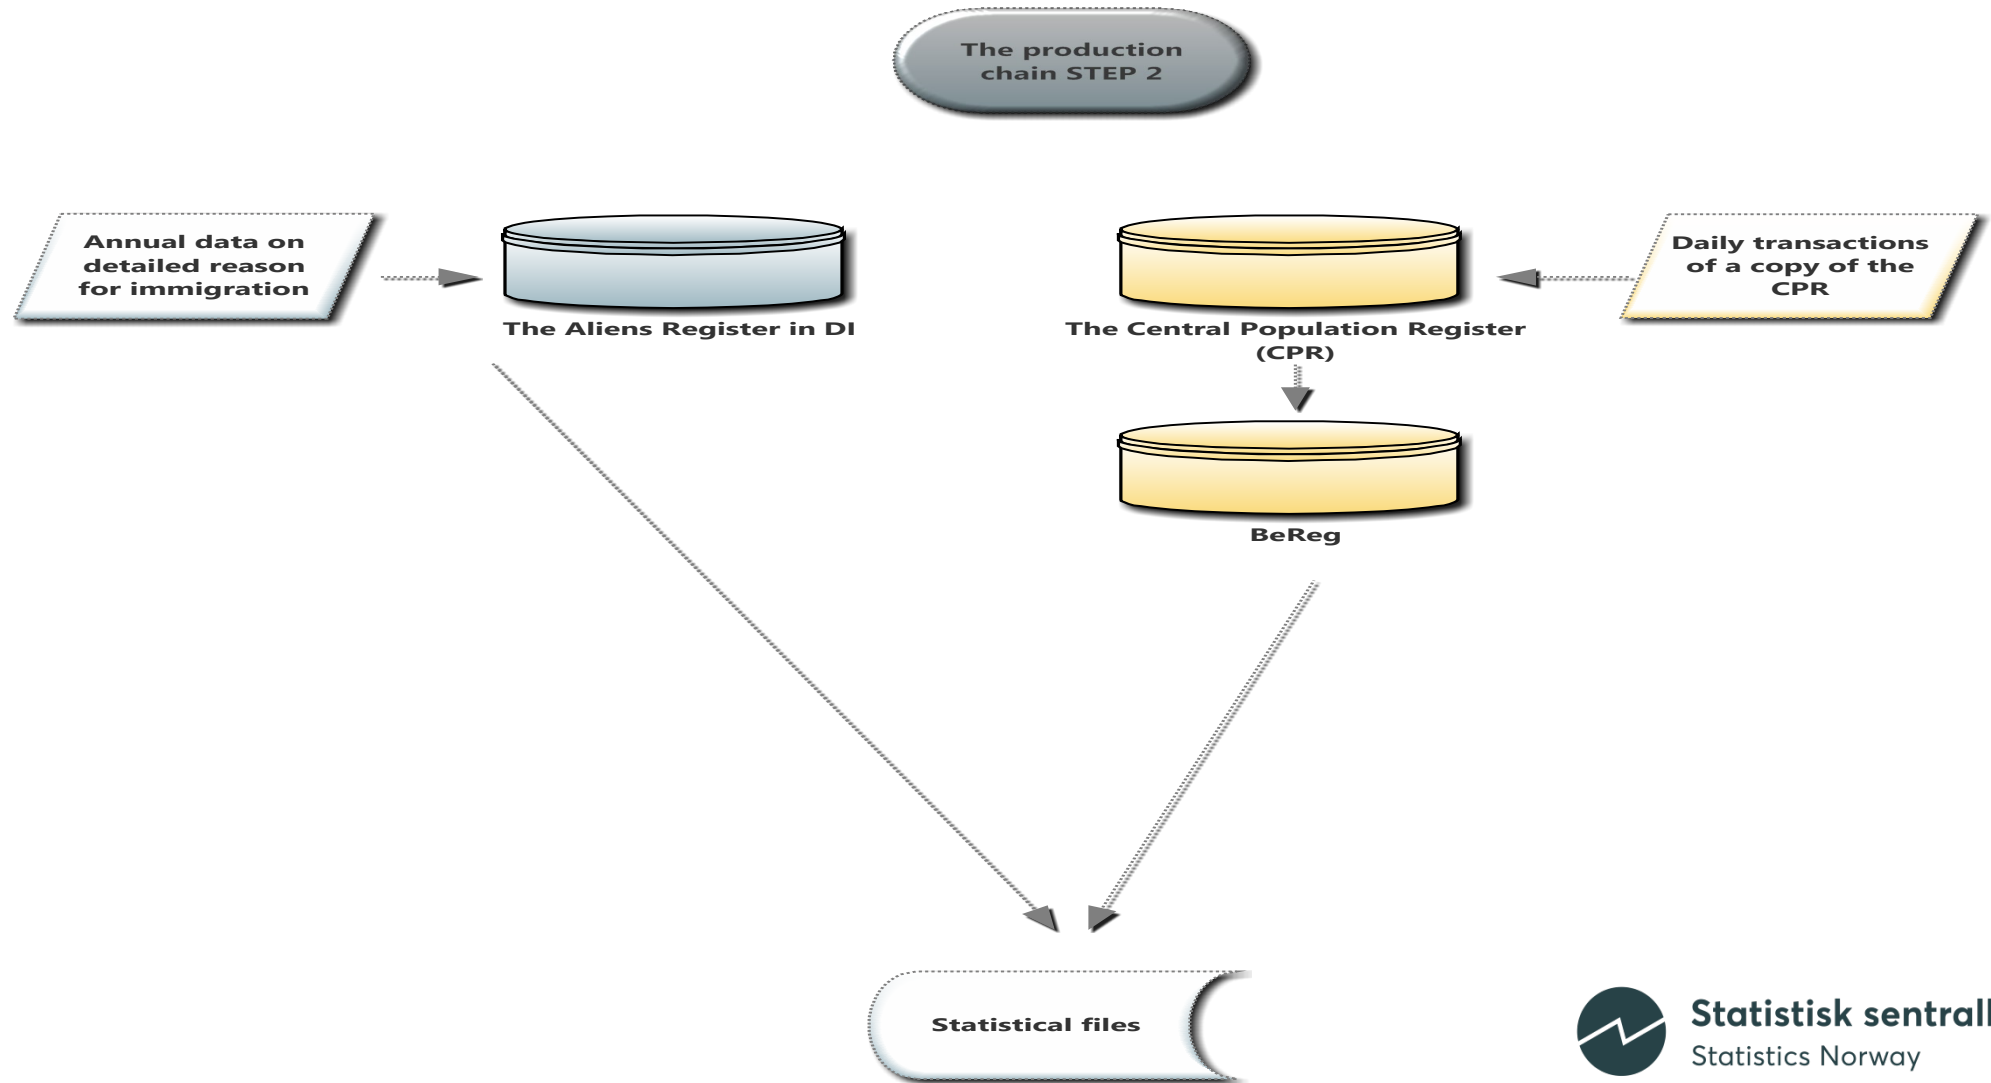 The production
chain STEP 2
Annual data on
detailed reason
for immigration
The Aliens Register in DI
The Central Population Register
(CPR)
Daily transactions
of a copy of the
CPR
BeReg
Statistical files
Statistisk
Statistics Norway